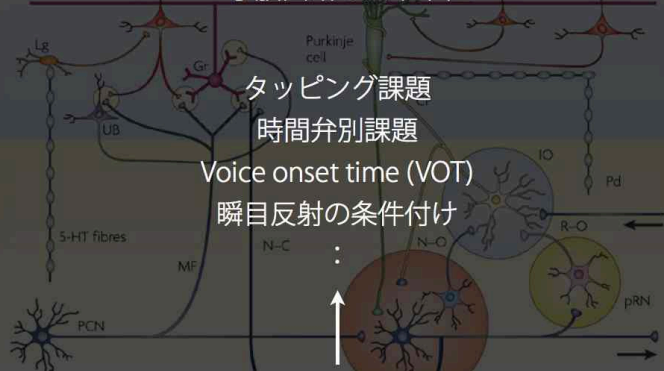 Lg
Purkinje
cell
Gr
タッピング課題
時間弁別課題
UB
Voice onset time (VOT)
IO
Pd
瞬目反射の条件付け
5-HT fibres
N–C
N–O
R–O
:
MF
pRN
PCN